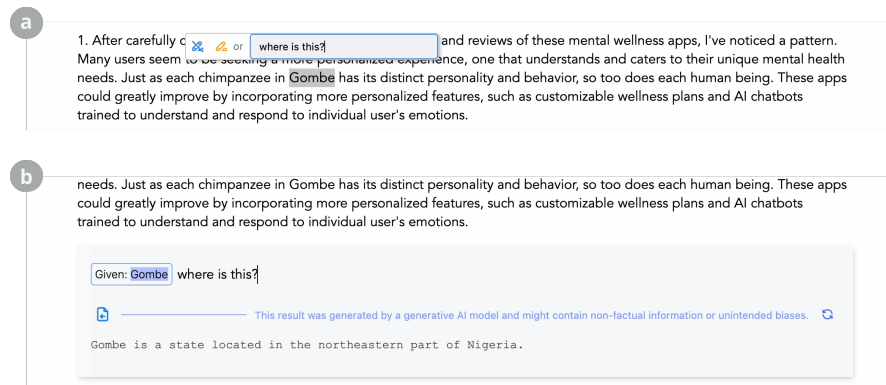 a
or where is this?
1. After carefully c and reviews of these mental wellness apps, I've noticed a pattern.
Many users seem to be seeking a more personalized experience, one that understands and caters to their unique mental health
needs. Just as each chimpanzee in Gombe has its distinct personality and behavior, so too does each human being. These apps
could greatly improve by incorporating more personalized features, such as customizable wellness plans and AI chatbots
trained to understand and respond to individual user's emotions.
b
needs. Just as each chimpanzee in Gombe has its distinct personality and behavior, so too does each human being. These apps
could greatly improve by incorporating more personalized features, such as customizable wellness plans and AI chatbots
trained to understand and respond to individual user's emotions.
Given: Gombe where is this?
This result was generated by a generative AI model and might contain non-factual information or unintended biases.
Gombe is a state located in the northeastern part of Nigeria.